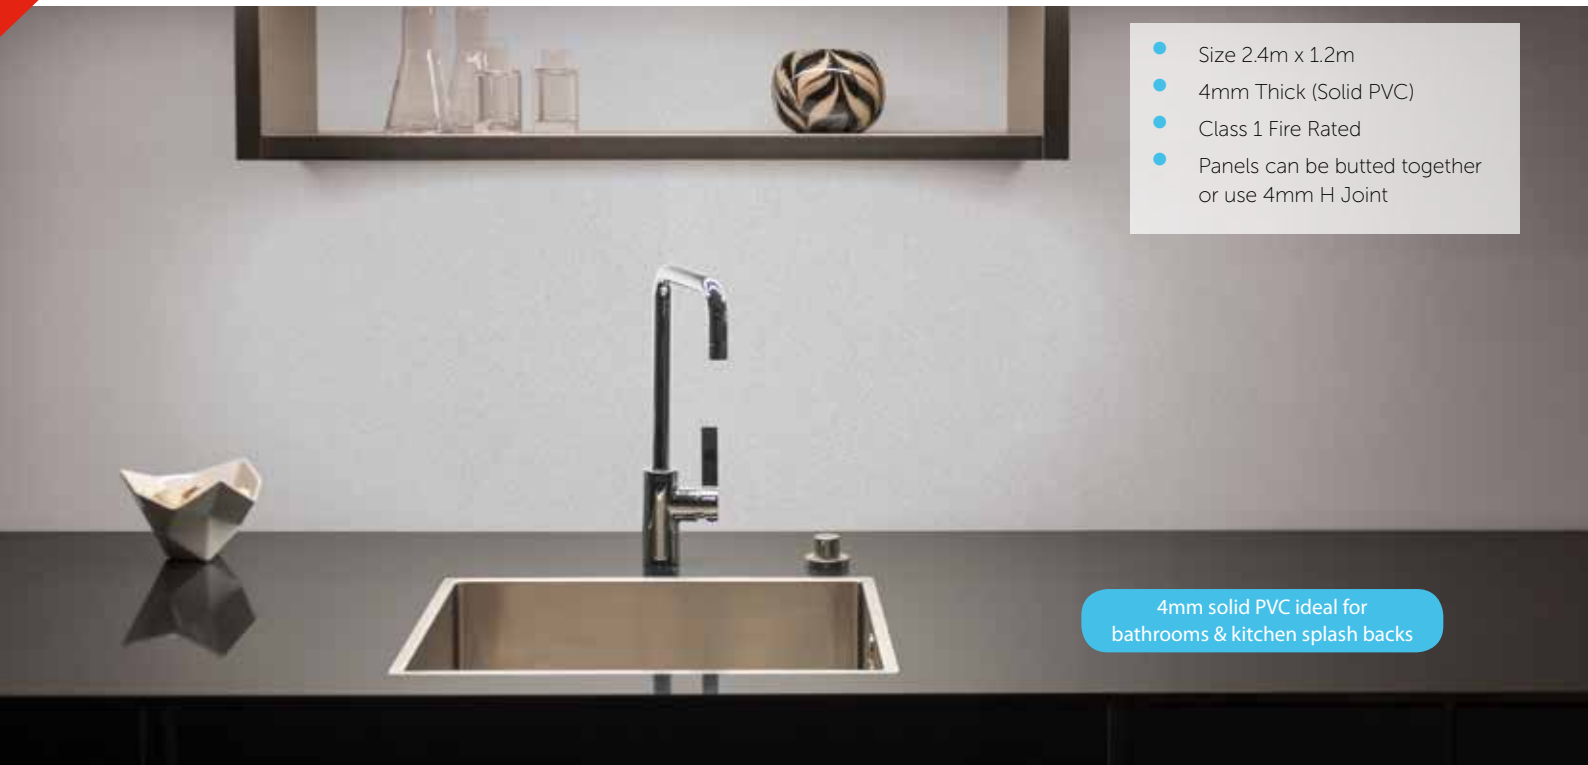 Size 2.4m x 1.2m
4mm Thick (Solid PVC)
Class 1 Fire Rated
Panels can be butted together
or use 4mm H Joint
4mm solid PVC ideal for
bathrooms & kitchen splash backs